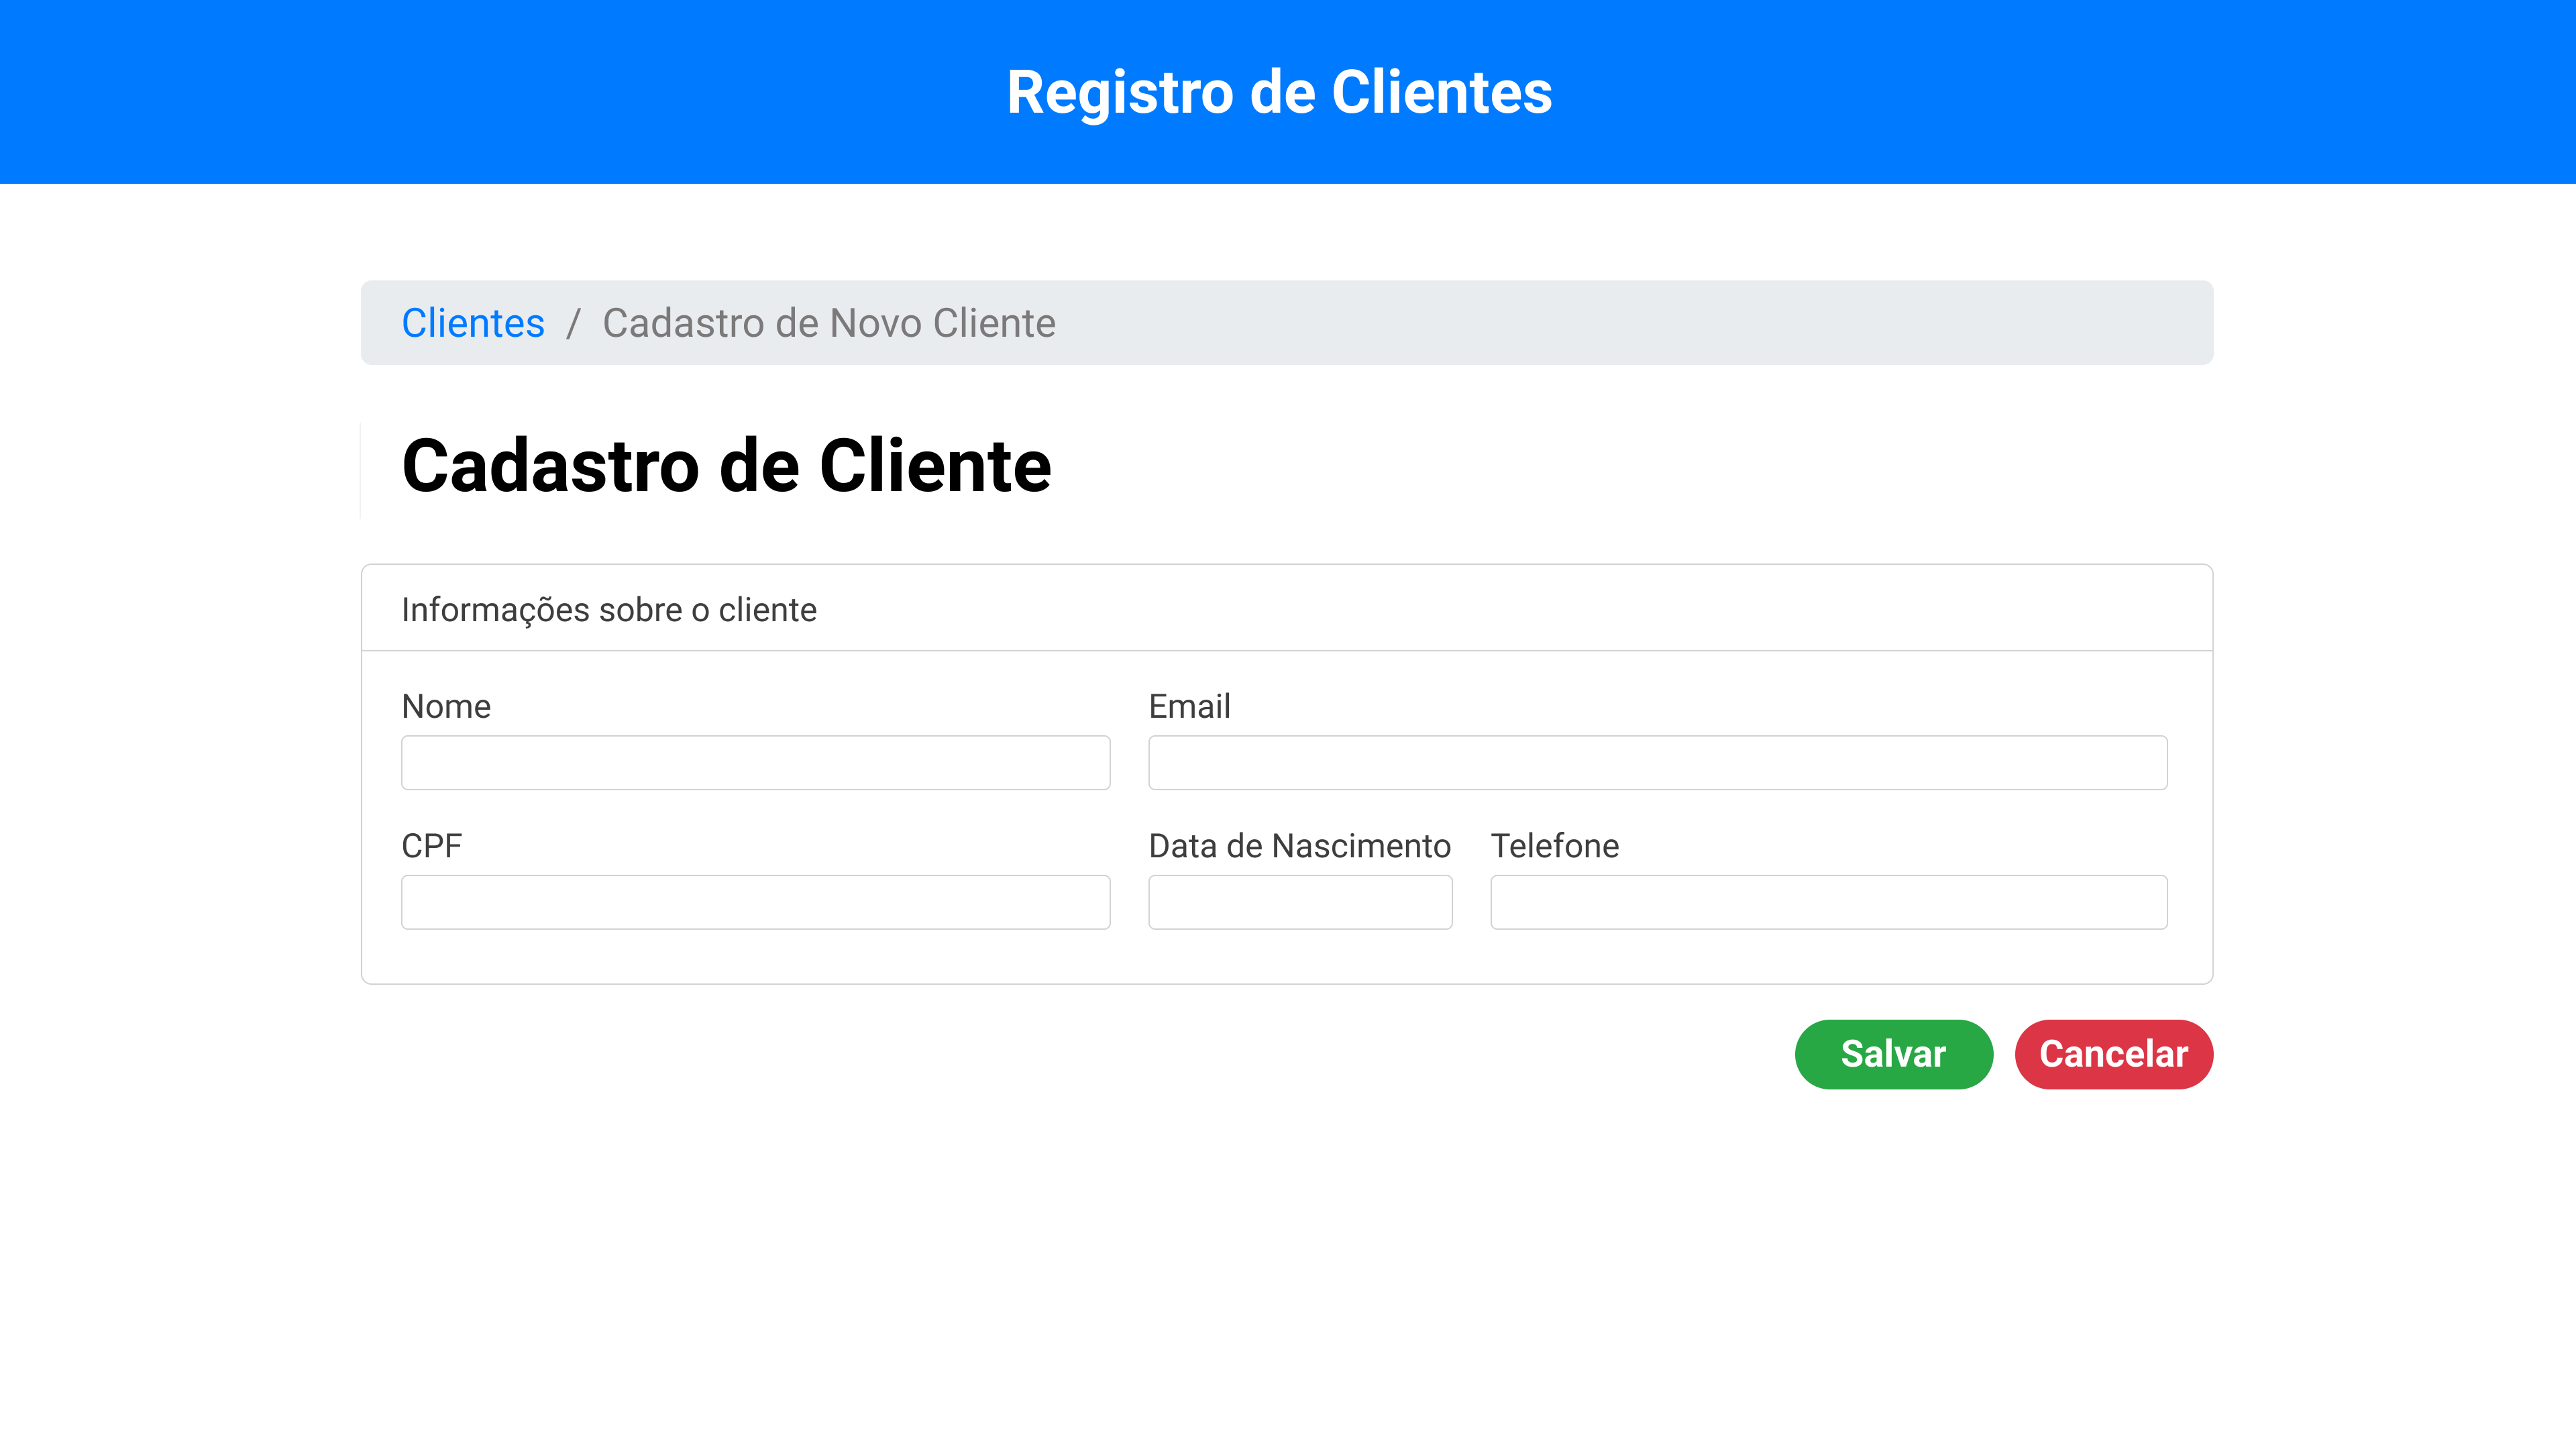 Registro de Clientes
Clientes / Cadastro de Novo Cliente
Cadastro de Cliente
Informações sobre o cliente
Nome Email
CPF Data de Nascimento Telefone
Salvar Cancelar